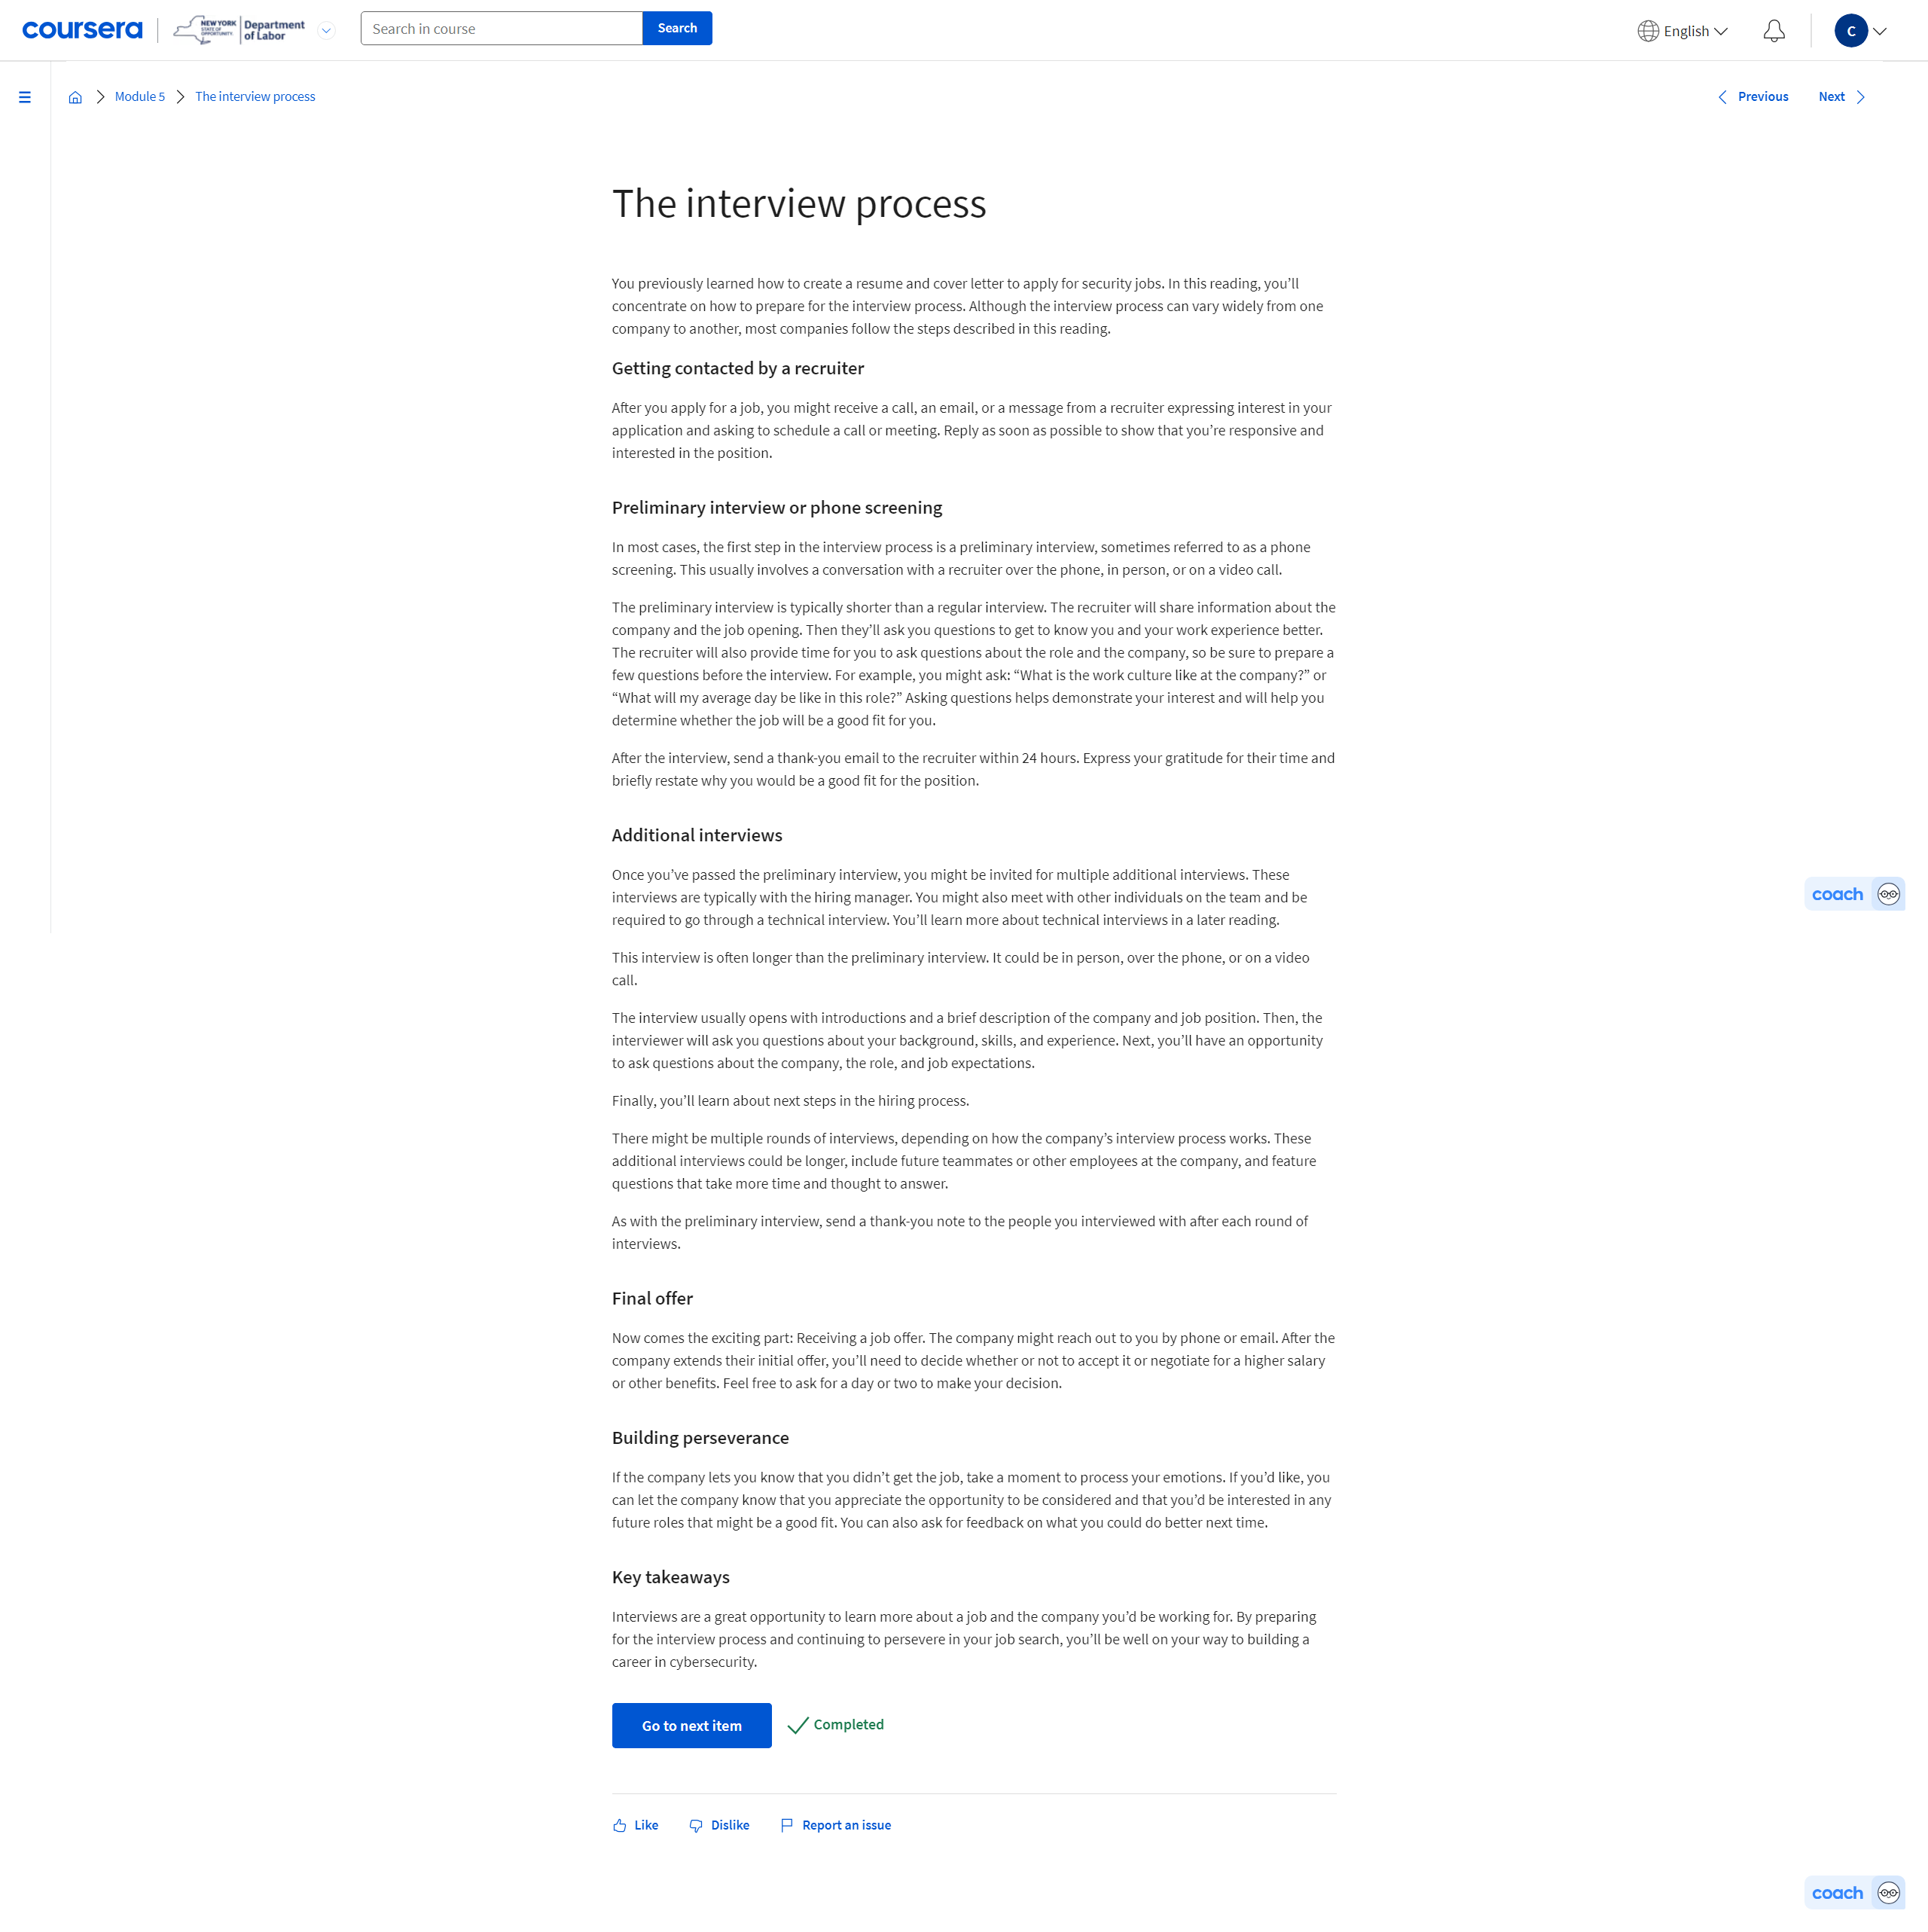 coursera
NEW YORK
STATE OF
OPPORTUNITY.
Department
of Labor
Search in course
Search
English
C
Module 5
The interview process
Previous
Next
The interview process
You previously learned how to create a resume and cover letter to apply for security jobs. In this reading, you’ll
concentrate on how to prepare for the interview process. Although the interview process can vary widely from one
company to another, most companies follow the steps described in this reading.
Getting contacted by a recruiter
After you apply for a job, you might receive a call, an email, or a message from a recruiter expressing interest in your
application and asking to schedule a call or meeting. Reply as soon as possible to show that you’re responsive and
interested in the position.
Preliminary interview or phone screening
In most cases, the first step in the interview process is a preliminary interview, sometimes referred to as a phone
screening. This usually involves a conversation with a recruiter over the phone, in person, or on a video call.
The preliminary interview is typically shorter than a regular interview. The recruiter will share information about the
company and the job opening. Then they’ll ask you questions to get to know you and your work experience better.
The recruiter will also provide time for you to ask questions about the role and the company, so be sure to prepare a
few questions before the interview. For example, you might ask: “What is the work culture like at the company?” or
“What will my average day be like in this role?” Asking questions helps demonstrate your interest and will help you
determine whether the job will be a good fit for you.
After the interview, send a thank-you email to the recruiter within 24 hours. Express your gratitude for their time and
briefly restate why you would be a good fit for the position.
Additional interviews
Once you’ve passed the preliminary interview, you might be invited for multiple additional interviews. These
interviews are typically with the hiring manager. You might also meet with other individuals on the team and be
required to go through a technical interview. You’ll learn more about technical interviews in a later reading.
coach
This interview is often longer than the preliminary interview. It could be in person, over the phone, or on a video
call.
The interview usually opens with introductions and a brief description of the company and job position. Then, the
interviewer will ask you questions about your background, skills, and experience. Next, you’ll have an opportunity
to ask questions about the company, the role, and job expectations.
Finally, you’ll learn about next steps in the hiring process.
There might be multiple rounds of interviews, depending on how the company’s interview process works. These
additional interviews could be longer, include future teammates or other employees at the company, and feature
questions that take more time and thought to answer.
As with the preliminary interview, send a thank-you note to the people you interviewed with after each round of
interviews.
Final offer
Now comes the exciting part: Receiving a job offer. The company might reach out to you by phone or email. After the
company extends their initial offer, you’ll need to decide whether or not to accept it or negotiate for a higher salary
or other benefits. Feel free to ask for a day or two to make your decision.
Building perseverance
If the company lets you know that you didn’t get the job, take a moment to process your emotions. If you’d like, you
can let the company know that you appreciate the opportunity to be considered and that you’d be interested in any
future roles that might be a good fit. You can also ask for feedback on what you could do better next time.
Key takeaways
Interviews are a great opportunity to learn more about a job and the company you’d be working for. By preparing
for the interview process and continuing to persevere in your job search, you’ll be well on your way to building a
career in cybersecurity.
Go to next item
Completed
Like
Dislike
Report an issue
coach